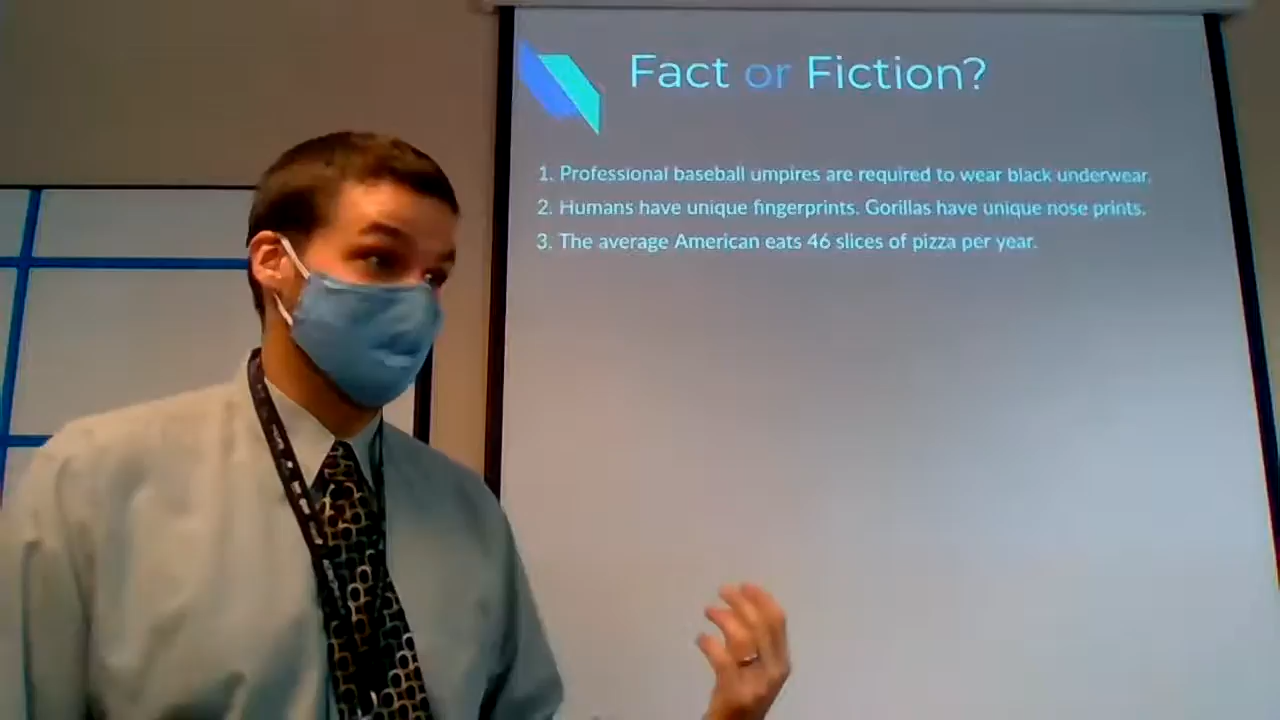 Fact or Fiction?
1. Professional baseball umpires are required to wear black underwear.
2. Humans have unique fingerprints. Gorillas have unique nose prints.
3. The average American eats 46 slices of pizza per year.